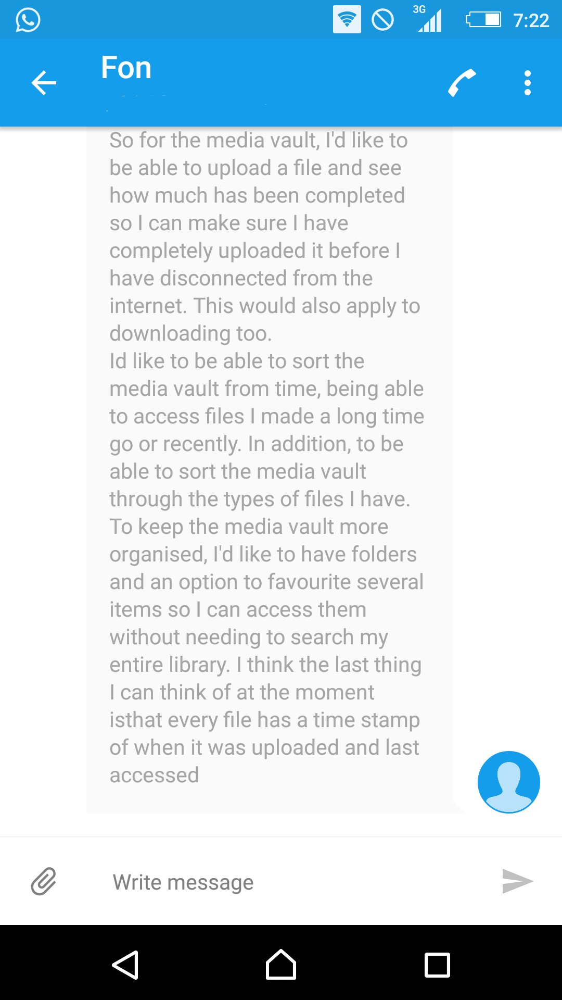 3G
7:22
Fon
So for the media vault, I'd like to
be able to upload a file and see
how much has been completed
so I can make sure I have
completely uploaded it before I
have disconnected from the
internet. This would also apply to
downloading too.
Id like to be able to sort the
media vault from time, being able
to access files I made a long time
go or recently. In addition, to be
able to sort the media vault
through the types of files I have.
To keep the media vault more
organised, I'd like to have folders
and an option to favourite several
items so I can access them
without needing to search my
entire library. I think the last thing
I can think of at the moment
isthat every file has a time stamp
of when it was uploaded and last
accessed
Write message